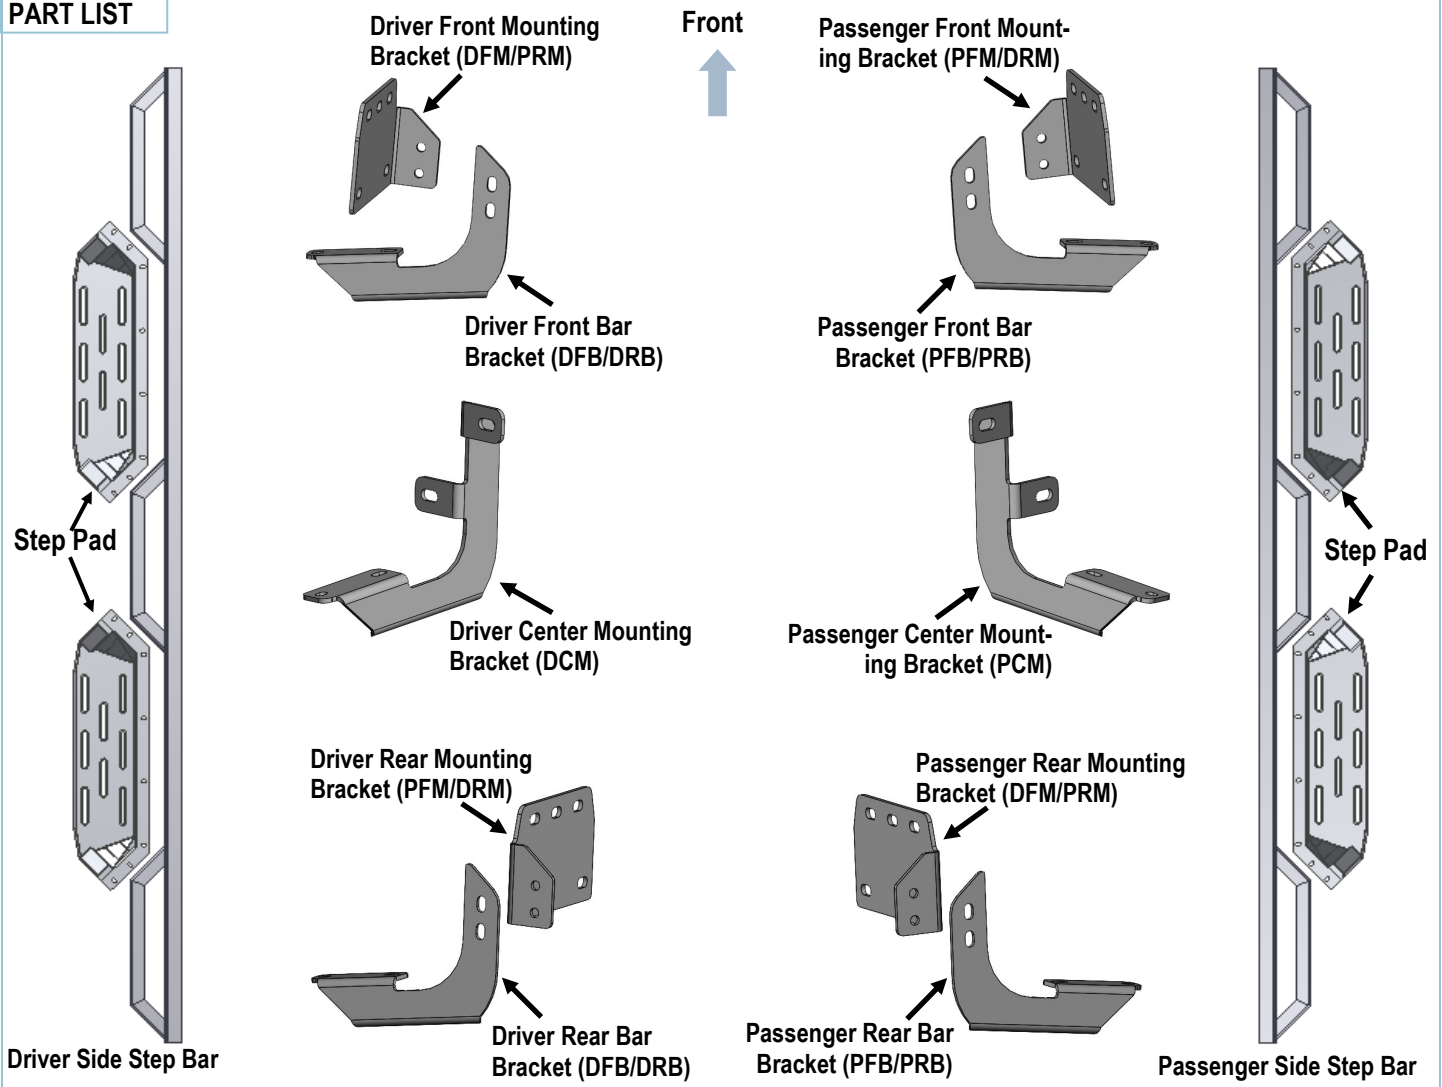 PART LIST
Driver Front Mounting
Bracket (DFM/PRM)
Front
Passenger Front Mount-
ing Bracket (PFM/DRM)
Driver Front Bar
Bracket (DFB/DRB)
Passenger Front Bar
Bracket (PFB/PRB)
Step Pad
Step Pad
Driver Center Mounting
Bracket (DCM)
Passenger Center Mount-
ing Bracket (PCM)
Driver Rear Mounting
Bracket (PFM/DRM)
Passenger Rear Mounting
Bracket (DFM/PRM)
Driver Rear Bar
Bracket (DFB/DRB)
Passenger Rear Bar
Bracket (PFB/PRB)
Driver Side Step Bar
Passenger Side Step Bar